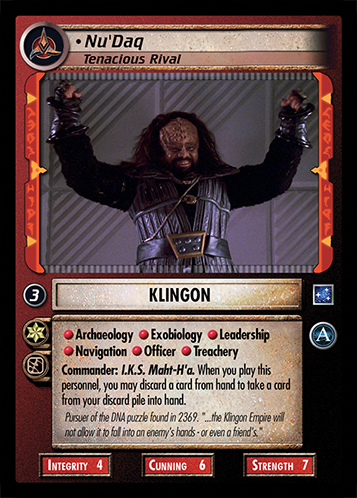 • Nu'Daq
Tenacious Rival
3
KLINGON
A
• Archaeology • Exobiology • Leadership
• Navigation • Officer • Treachery
Commander: I.K.S. Maht-H'a. When you play this
personnel, you may discard a card from hand to take a card
from your discard pile into hand.
Pursuer of the DNA puzzle found in 2369. "...the Klingon Empire will
not allow it to fall into an enemy's hands - or even a friend's."
INTEGRITY 4 CUNNING 6 STRENGTH 7